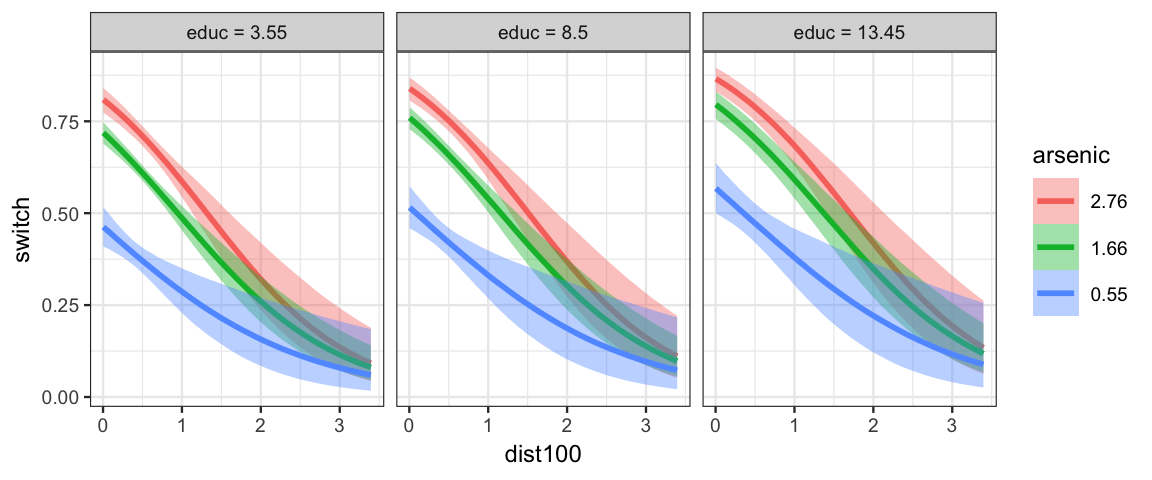 educ = 3.55
educ = 8.5
educ = 13.45
switch
0.75
0.50
0.25
0.00
0 1 2 3
0 1 2 3
0 1 2 3
dist100
arsenic
2.76
1.66
0.55